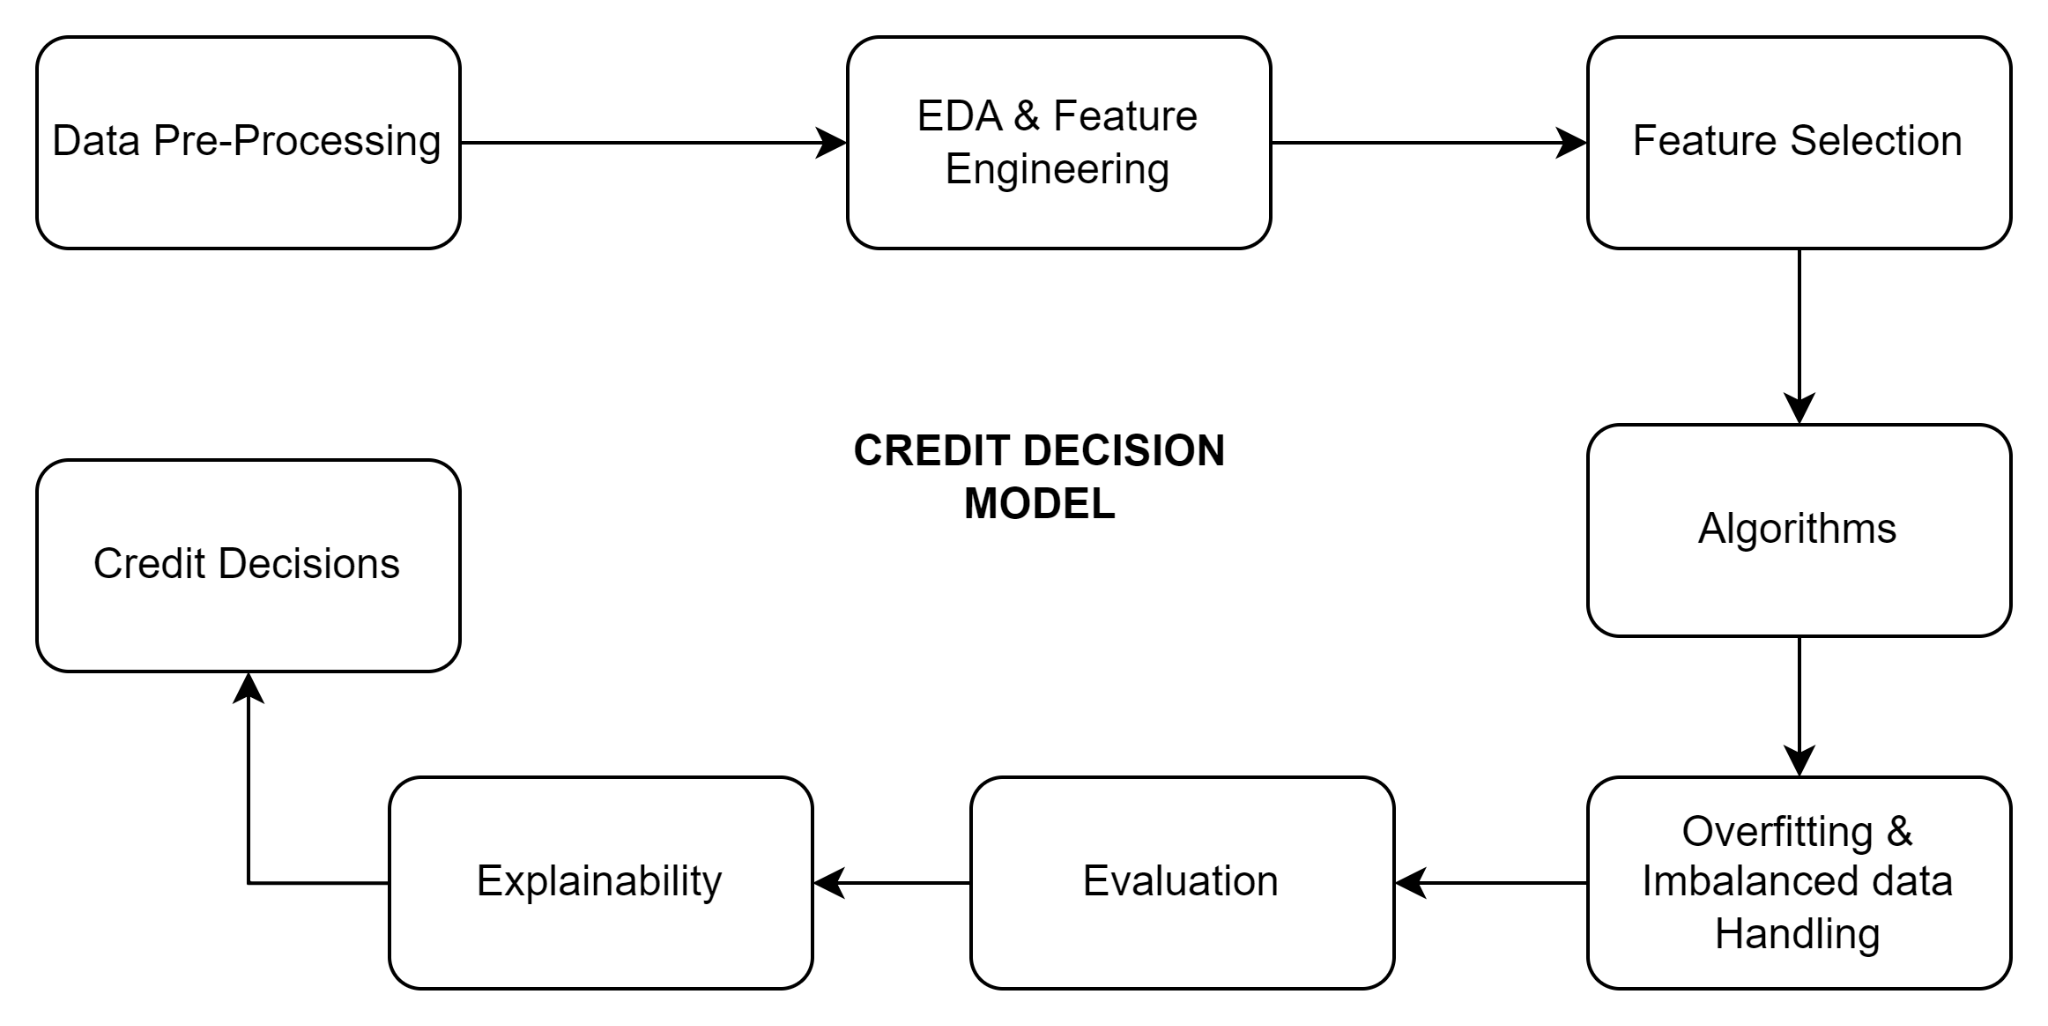 Data Pre-Processing
EDA & Feature
Engineering
Feature Selection
CREDIT DECISION
MODEL
Algorithms
Credit Decisions
Overfitting &
Imbalanced data
Handling
Evaluation
Explainability